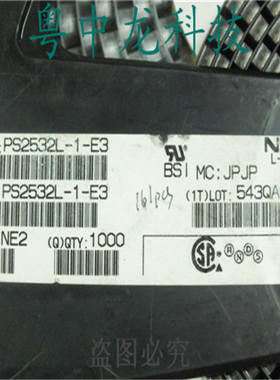 粤中龙科技
PS2532L-1-E3
BSI MC:JPJP
PS2532L-1-E3
161pcs
(1T)LOT: 543QA
NE2 (Q)QTY: 1000
盗图必究